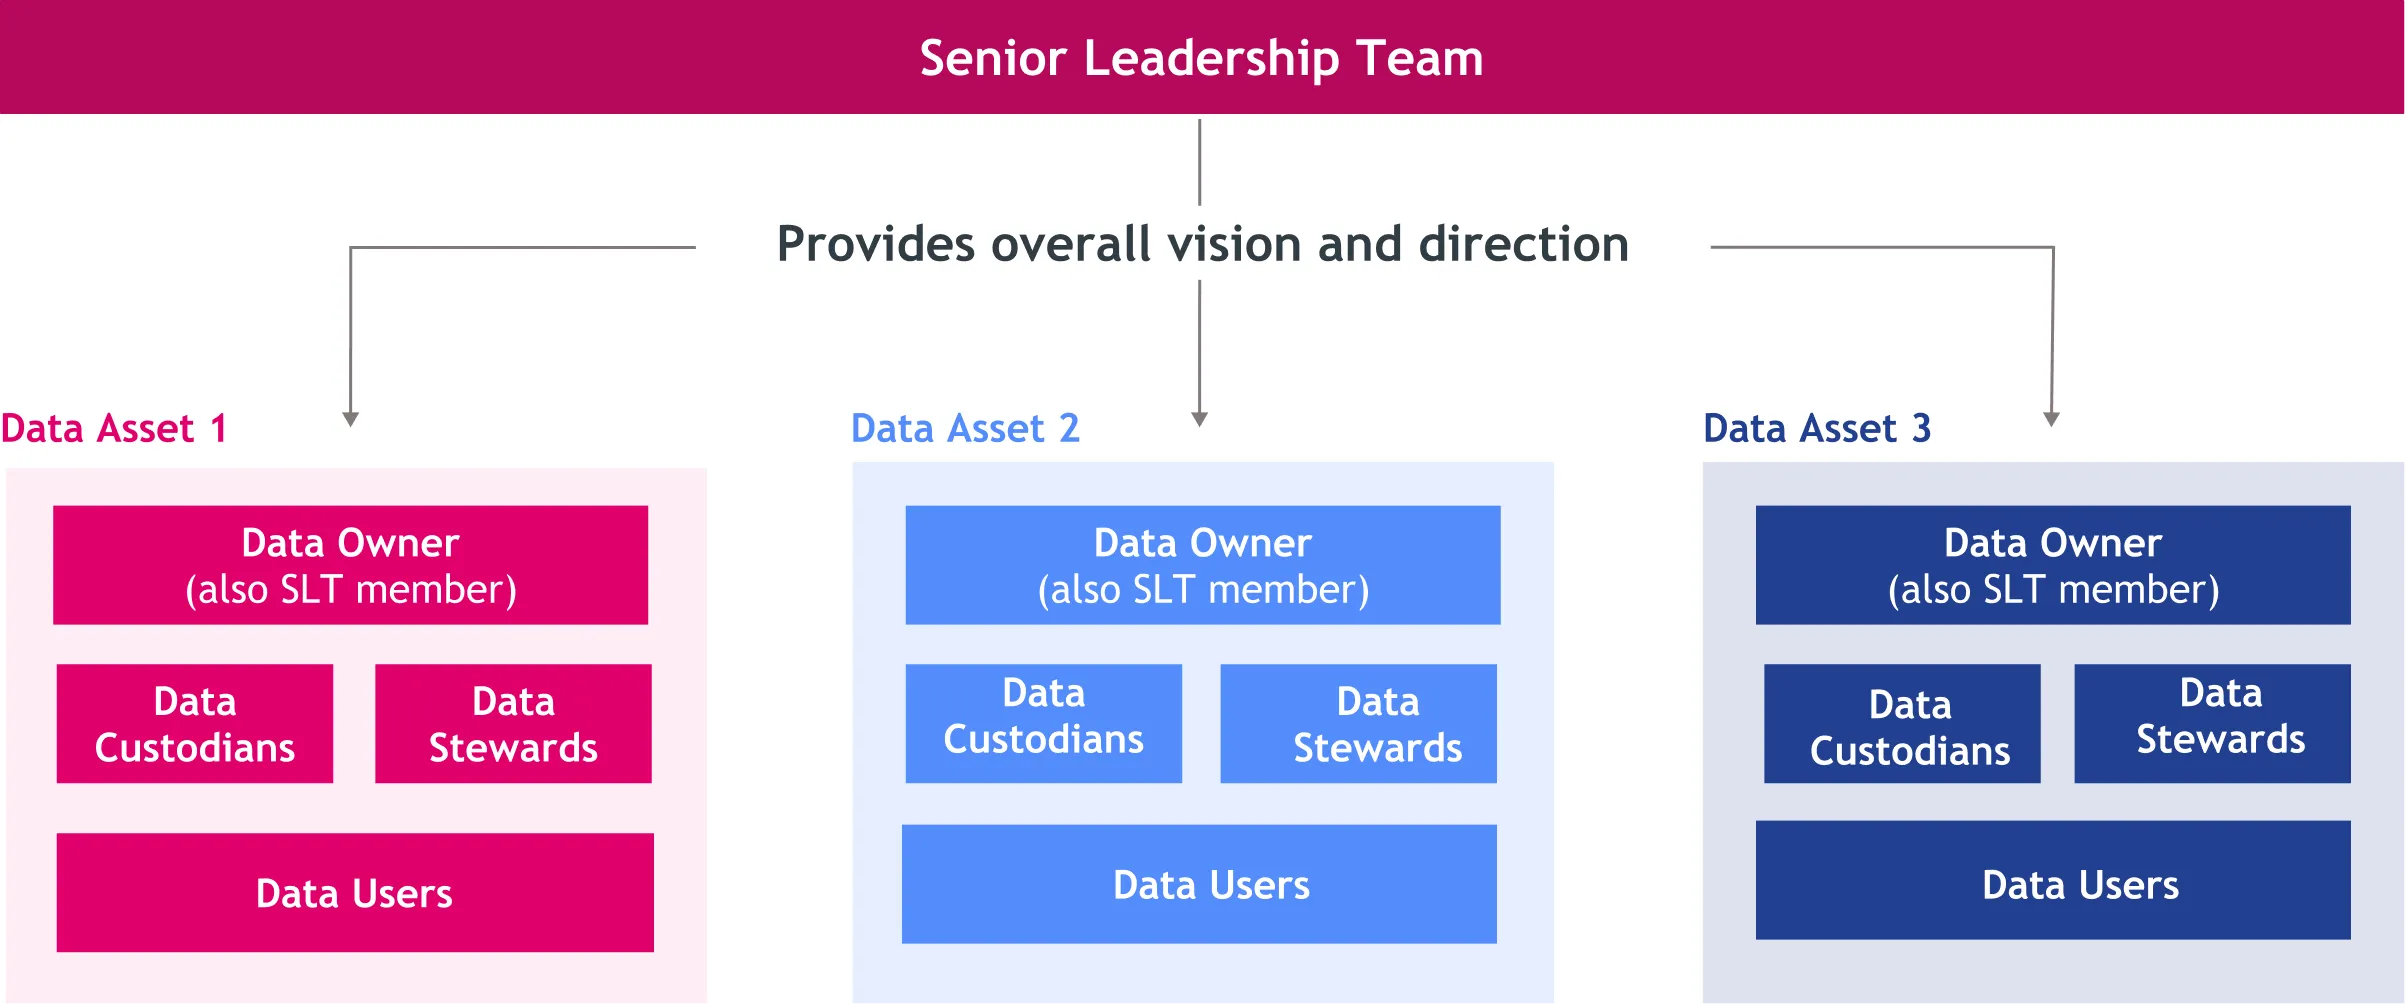 Senior Leadership Team
Provides overall vision and direction
Data Asset 1
Data Owner
(also SLT member)
Data
Custodians
Data
Stewards
Data Users
Data Asset 2
Data Owner
(also SLT member)
Data
Custodians
Data
Stewards
Data Users
Data Asset 3
Data Owner
(also SLT member)
Data
Custodians
Data
Stewards
Data Users